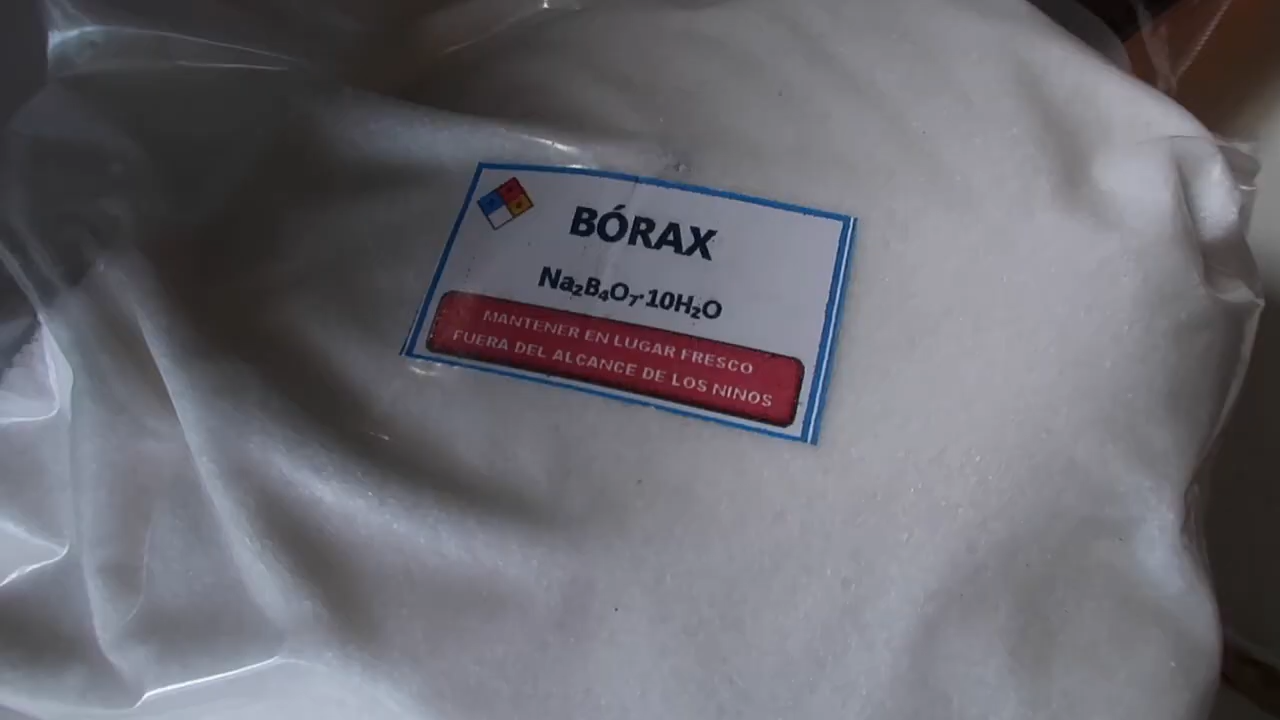 BÓRAX
Na₂B₄O₇·10H₂O
MANTENER EN LUGAR FRESCO
FUERA DEL ALCANCE DE LOS NINOS